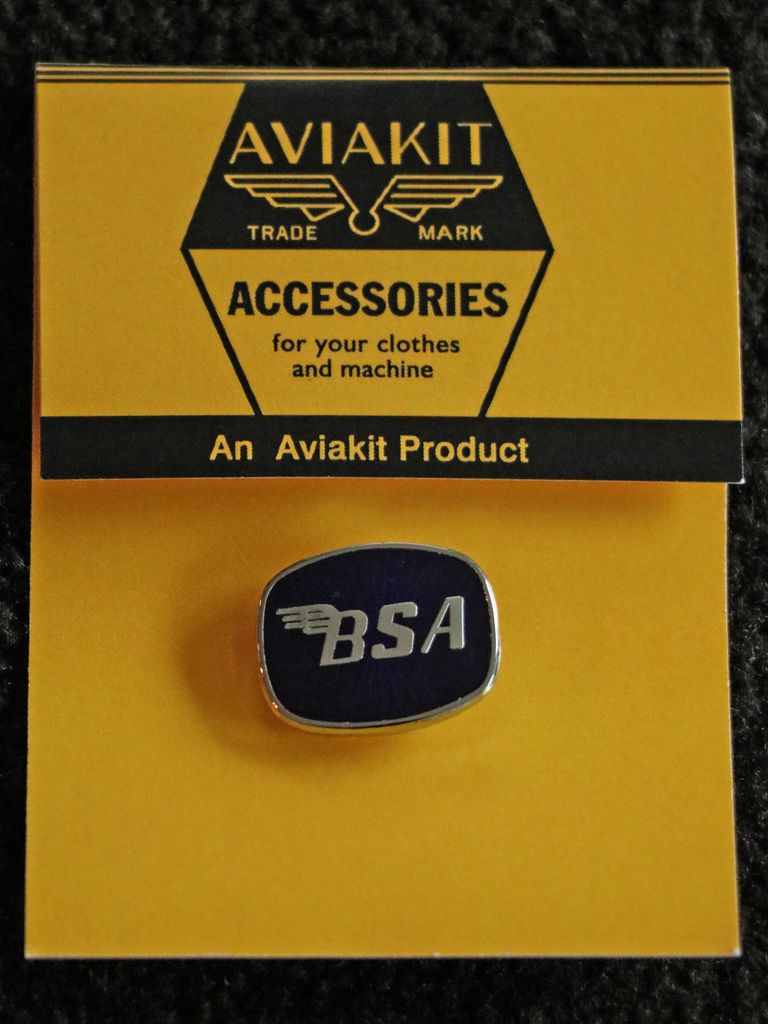 AVIAKIT
TRADE MARK
ACCESSORIES
for your clothes
and machine
An Aviakit Product
BSA